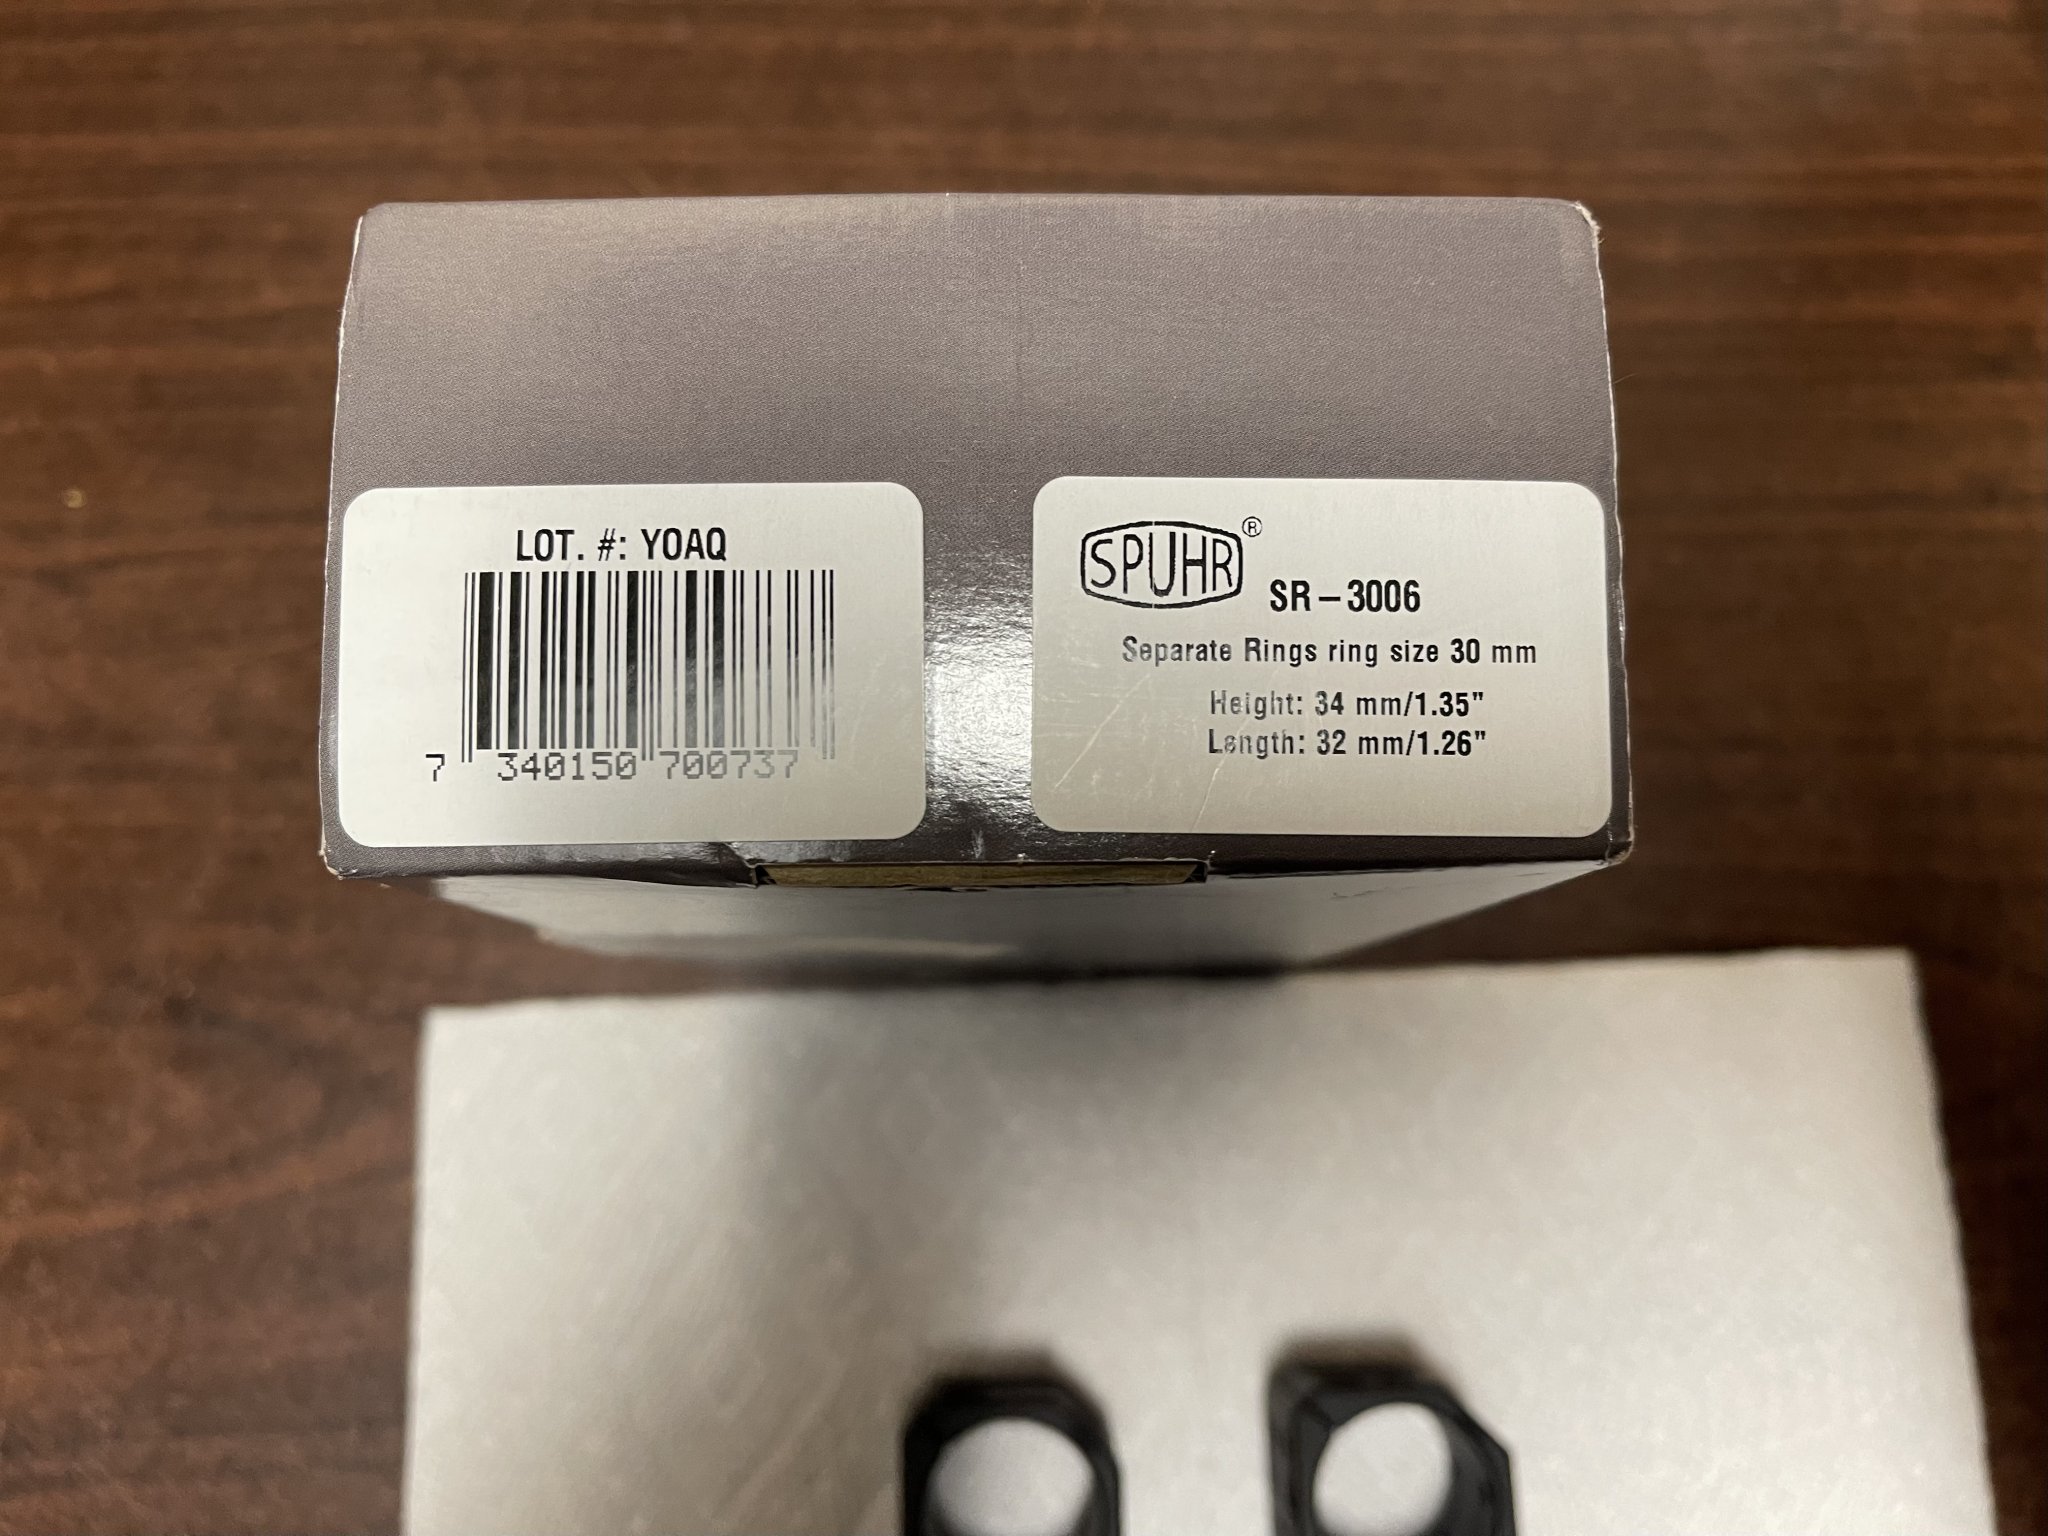 LOT. #: YOAQ
7 340150 700737
SPUHR®
SR-3006
Separate Rings ring size 30 mm
Height: 34 mm/1.35"
Length: 32 mm/1.26"